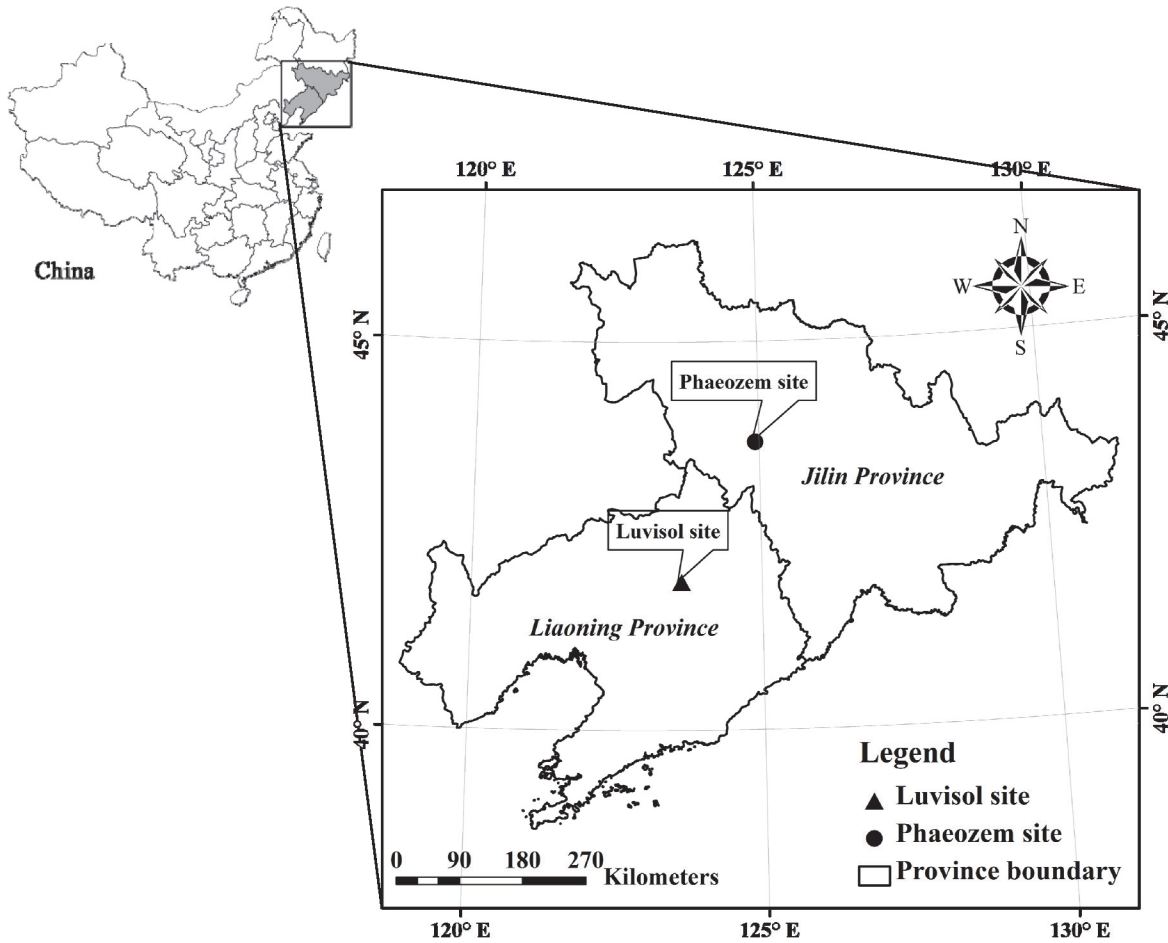 China
120° E 125° E 130° E
N
W E
S
45° N 45° N
Phaeozem site
Jilin Province
Luvisol site
Liaoning Province
40° N 40° N
Legend
Luvisol site
Phaeozem site
Province boundary
0 90 180 270
Kilometers
120° E 125° E 130° E